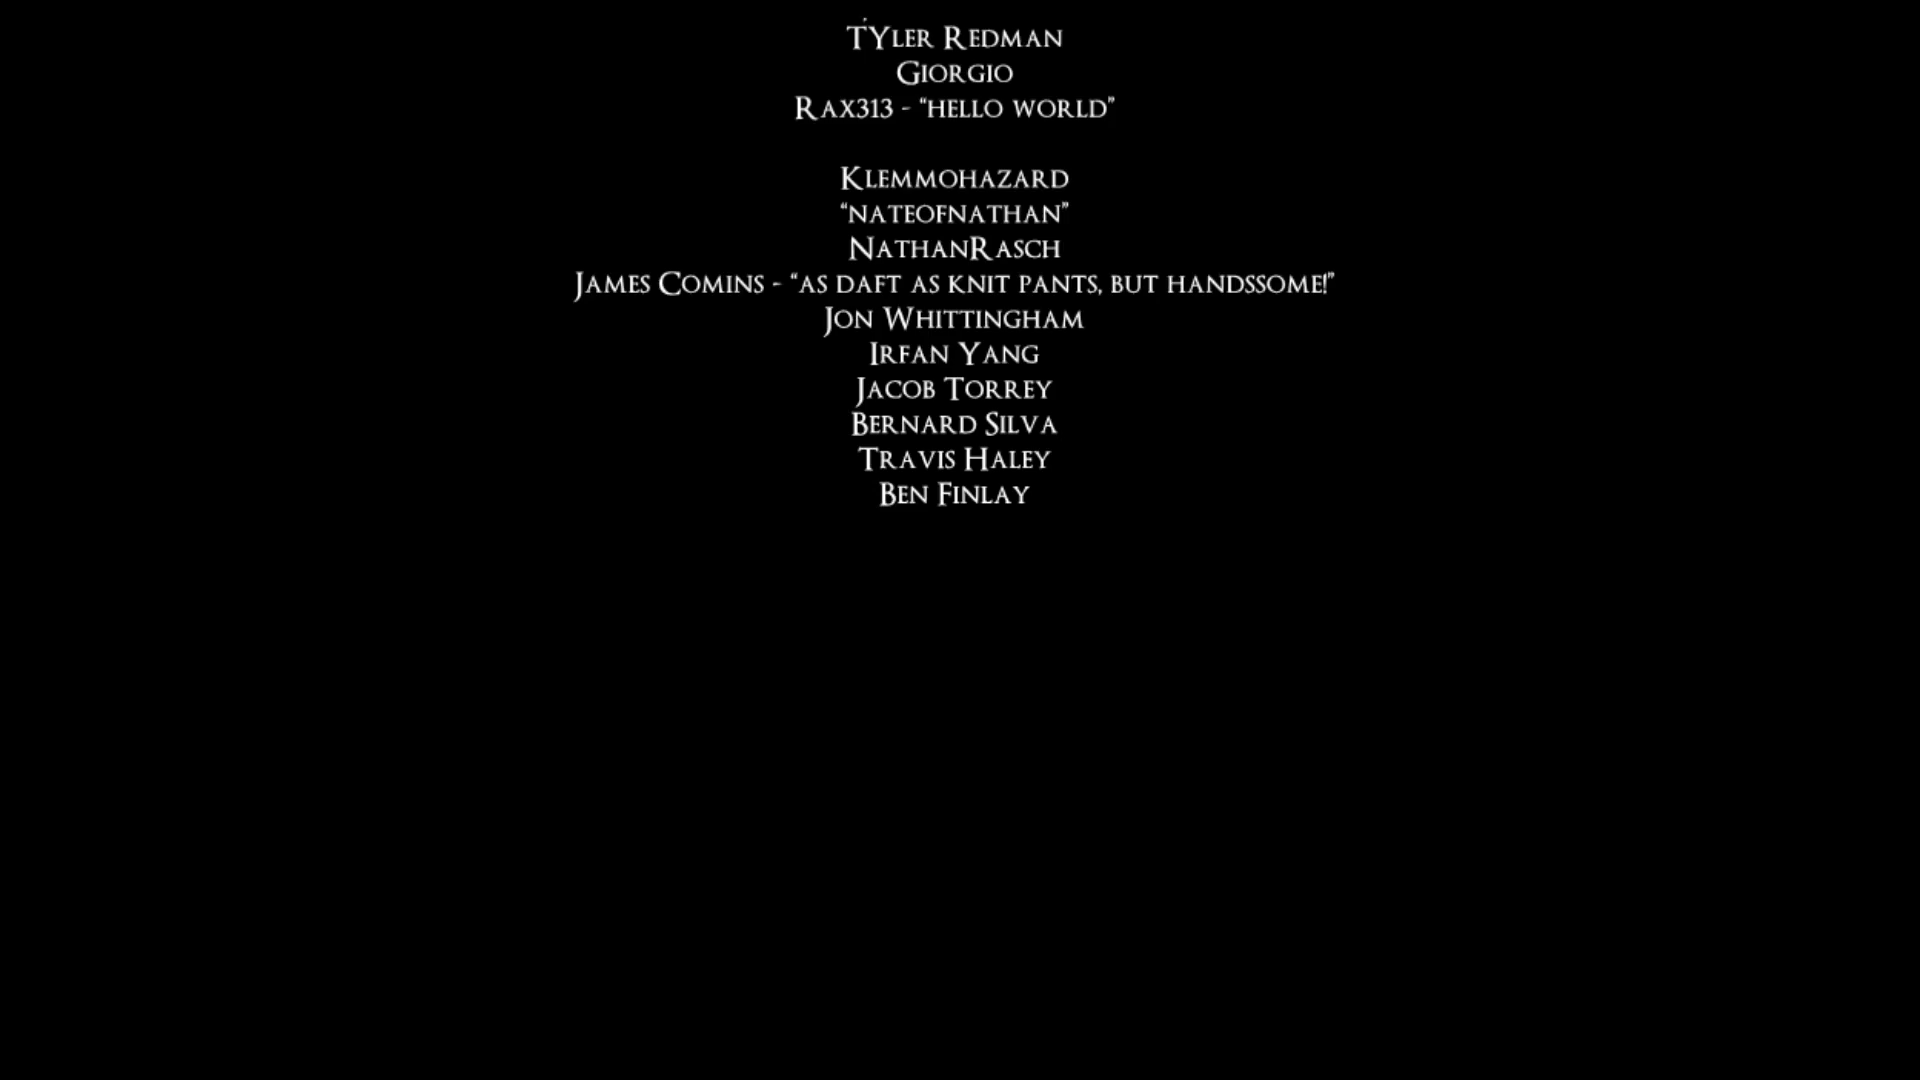 Tyler Redman
Giorgio
Rax313 - “hello world”
Klemmohazard
“nateofnathan”
NathanRasch
James Comins - “as daft as knit pants, but handssome!”
Jon Whittingham
Irfan Yang
Jacob Torrey
Bernard Silva
Travis Haley
Ben Finlay